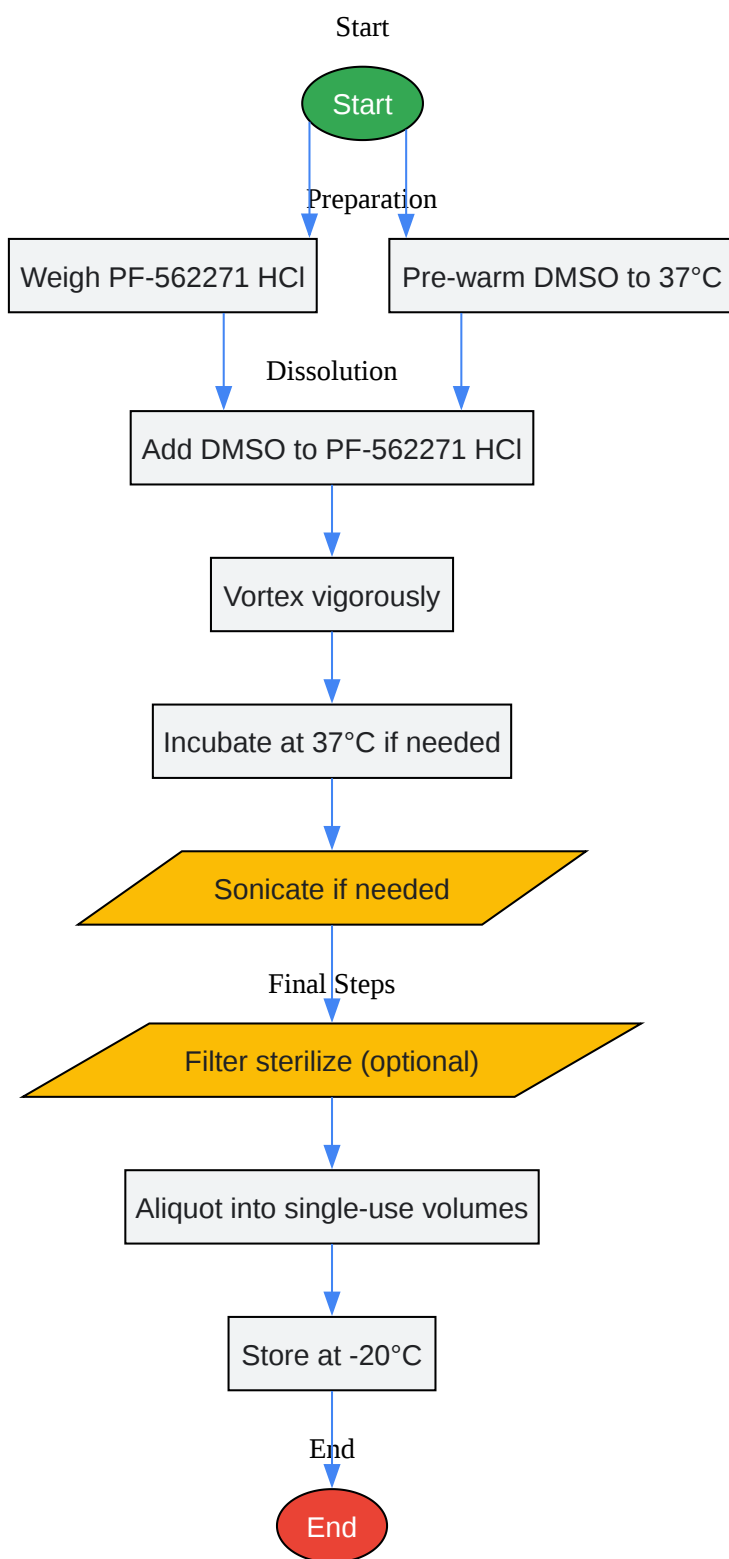 Start
Start
Preparation
Weigh PF-562271 HCl
Pre-warm DMSO to 37°C
Dissolution
Add DMSO to PF-562271 HCl
Vortex vigorously
Incubate at 37°C if needed
Sonicate if needed
Final Steps
Filter sterilize (optional)
Aliquot into single-use volumes
Store at -20°C
End
End